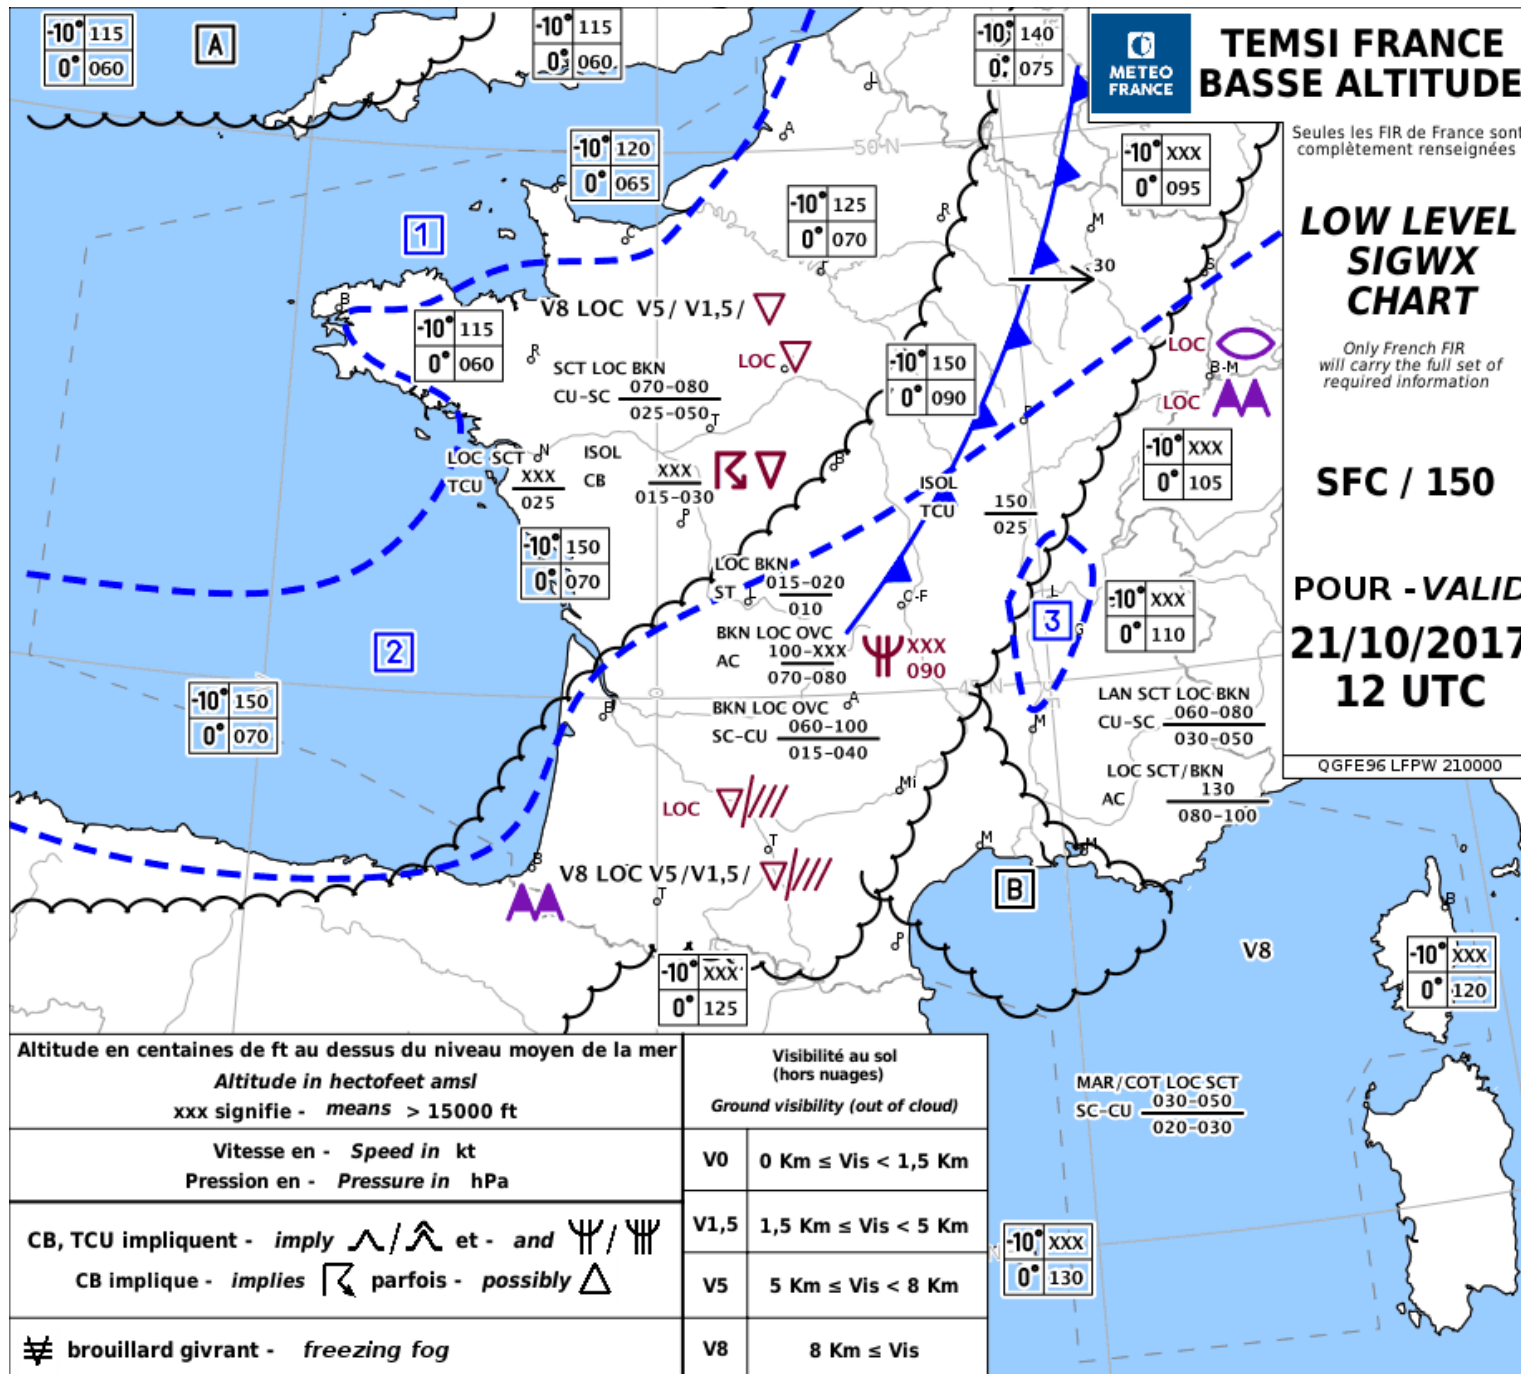 -10° 115
0° 060
A
-10° 115
0° 060
-10° 140
0° 075
METEO
FRANCE
TEMSI FRANCE
BASSE ALTITUDE
Seules les FIR de France sont
complètement renseignées
LOW LEVEL
SIGWX
CHART
Only French FIR
will carry the full set of
required information
SFC / 150
POUR - VALID
21/10/2017
12 UTC
QGFE96 LFPW 210000
L
A
50 N
-10° 120
0° 065
C
C
-10° XXX
0° 095
-10° 125
0° 070
R
M
1
30
S
B
V8 LOC V5/ V1,5/
-10° 115
0° 060
R
LOC
LOC
B-M
LOC
SCT LOC BKN
CU-SC 070-080
025-050
T
-10° 150
0° 090
-10° XXX
0° 105
B
LOC SCT
TCU XXX
025
N
ISOL
CB XXX
015-030
P
ISOL
TCU 150
025
-10° 150
0° 070
LOC BKN
ST 015-020
010
L
C-F
L
3
G
-10° XXX
0° 110
2
BKN LOC OVC
AC 100-XXX
070-080
XXX
090
45 N
-10° 150
0° 070
0
B
A
BKN LOC OVC
SC-CU 060-100
015-040
M
LAN SCT LOC BKN
CU-SC 060-080
030-050
LOC SCT/BKN
AC 130
080-100
Mi
LOC
T
M
M
B
V8 LOC V5/V1,5/
T
B
P
V8
B
-10° XXX
0° 120
-10° XXX
0° 125
A
MAR/COT LOC SCT
SC-CU 030-050
020-030
-10° XXX
0° 130
Altitude en centaines de ft au dessus du niveau moyen de la mer
Altitude in hectofeet amsl
xxx signifie - means > 15000 ft
Vitesse en - Speed in kt
Pression en - Pressure in hPa
CB, TCU impliquent - imply / et - and /
CB implique - implies parfois - possibly
brouillard givrant - freezing fog
Visibilité au sol
(hors nuages)
Ground visibility (out of cloud)
V0 0 Km ≤ Vis < 1,5 Km
V1,5 1,5 Km ≤ Vis < 5 Km
V5 5 Km ≤ Vis < 8 Km
V8 8 Km ≤ Vis